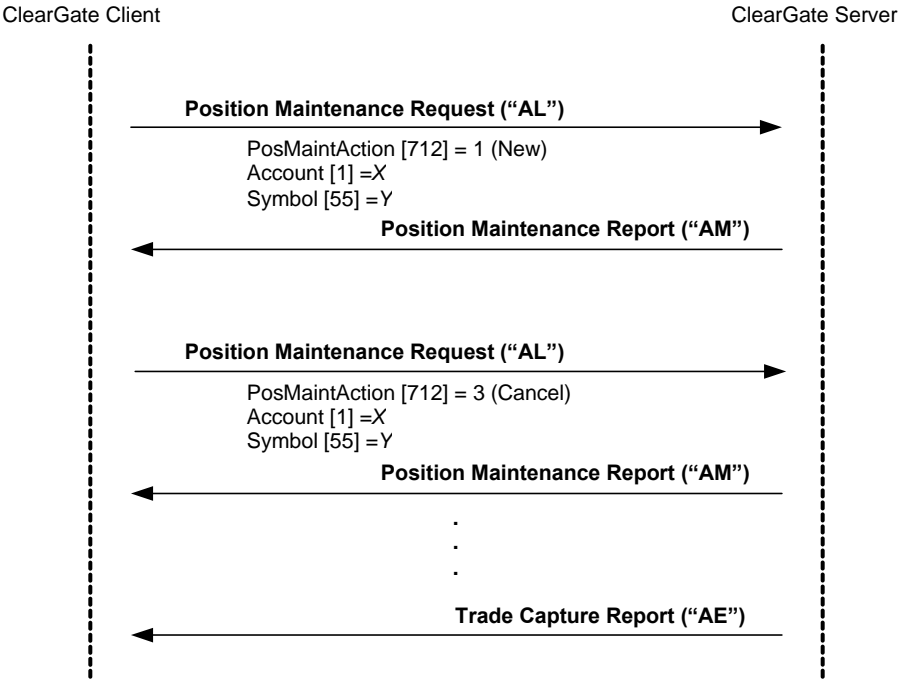 ClearGate Client
ClearGate Server
Position Maintenance Request (“AL”)
PosMaintAction [712] = 1 (New)
Account [1] =X
Symbol [55] =Y
Position Maintenance Report (“AM”)
Position Maintenance Request (“AL”)
PosMaintAction [712] = 3 (Cancel)
Account [1] =X
Symbol [55] =Y
Position Maintenance Report (“AM”)
.
.
.
Trade Capture Report (“AE”)